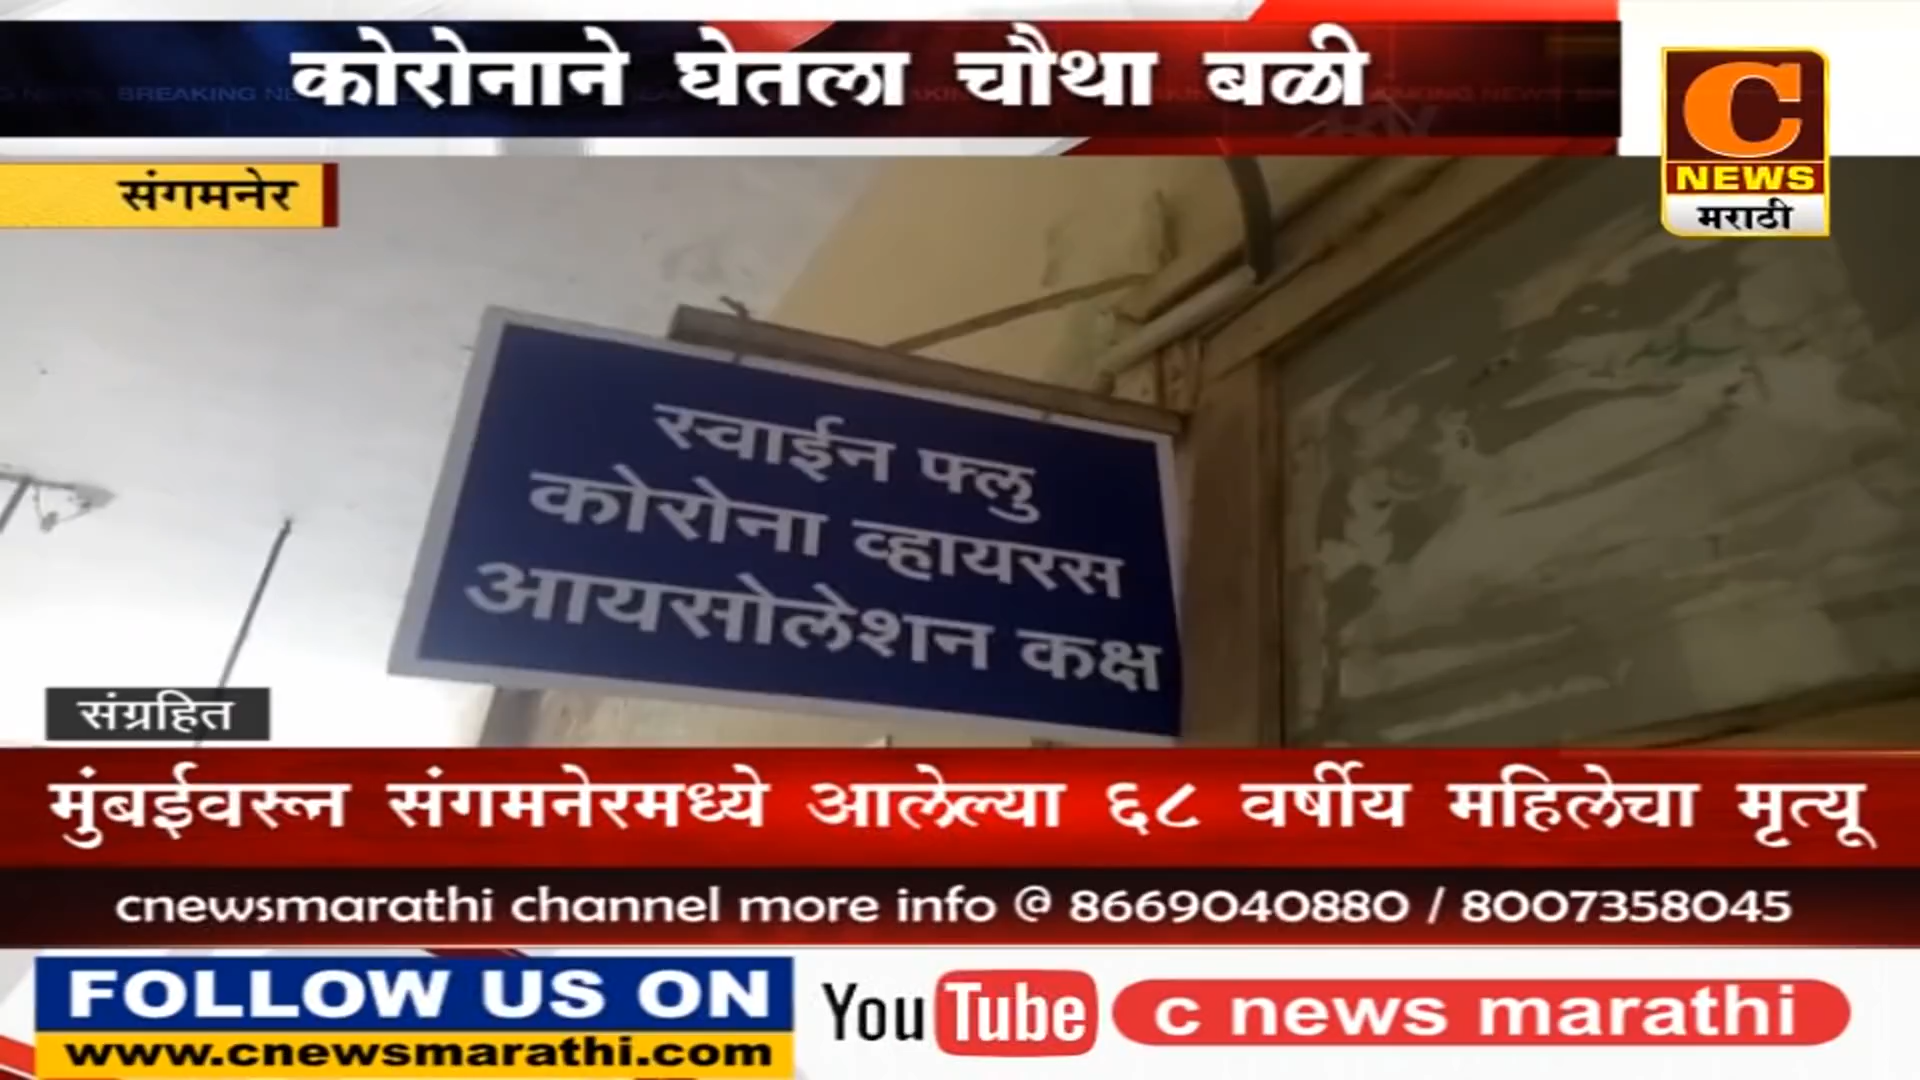 कोरोनाने घेतला चौथा बळी
C
NEWS
मराठी
संगमनेर
स्वाईन फ्लु
कोरोना व्हायरस
आयसोलेशन कक्ष
संग्रहित
मुंबईवरून संगमनेरमध्ये आलेल्या ६८ वर्षीय महिलेचा मृत्यू
cnewsmarathi channel more info @ 8669040880 / 8007358045
FOLLOW US ON
www.cnewsmarathi.com
YouTube c news marathi